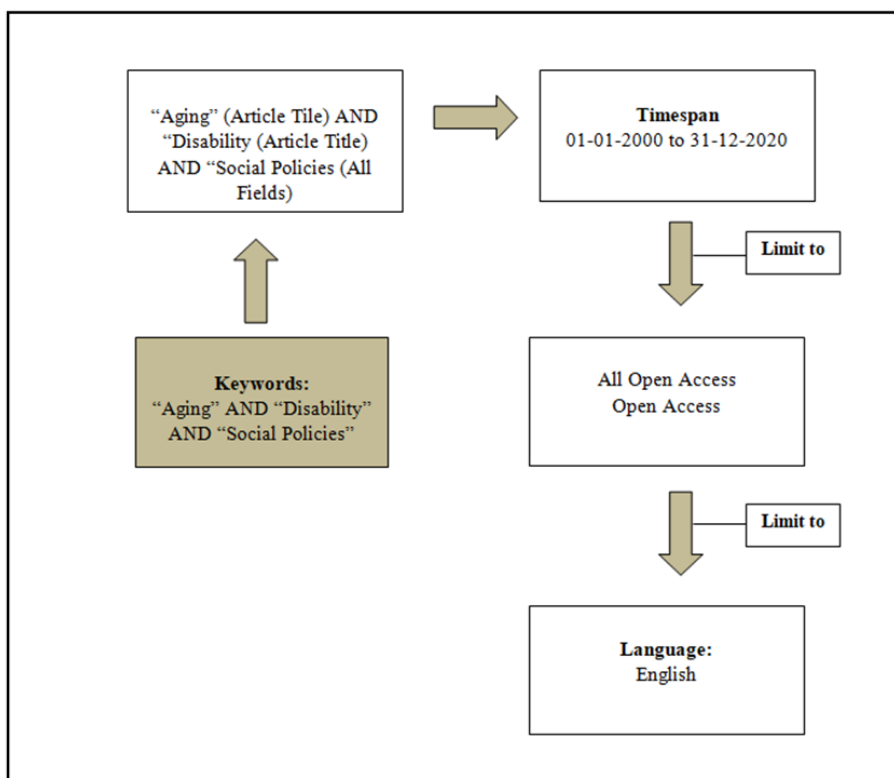 “Aging” (Article Tile) AND
“Disability (Article Title)
AND “Social Policies (All
Fields)
Timespan
01-01-2000 to 31-12-2020
Limit to
Keywords:
“Aging” AND “Disability”
AND “Social Policies”
All Open Access
Open Access
Limit to
Language:
English